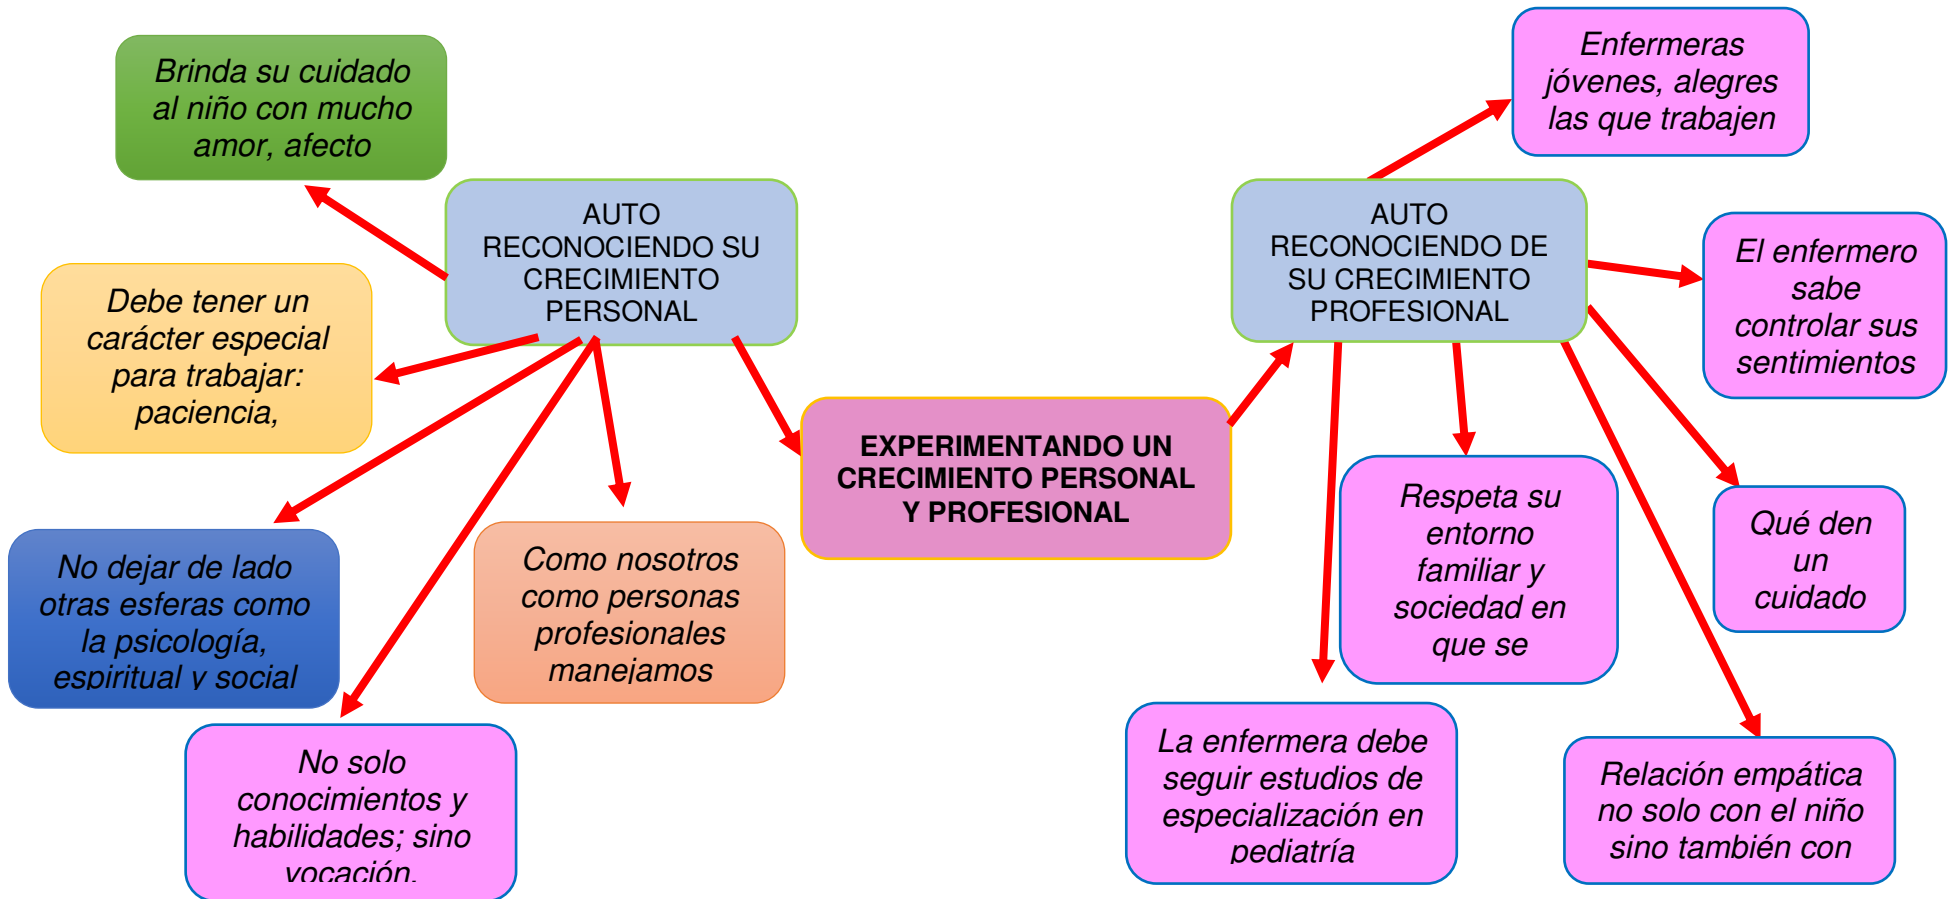 Brinda su cuidado
al niño con mucho
amor, afecto
AUTO
RECONOCIENDO SU
CRECIMIENTO
PERSONAL
Debe tener un
carácter especial
para trabajar:
paciencia,
No dejar de lado
otras esferas como
la psicología,
espiritual y social
No solo
conocimientos y
habilidades; sino
vocación.
Como nosotros
como personas
profesionales
manejamos
EXPERIMENTANDO UN
CRECIMIENTO PERSONAL
Y PROFESIONAL
Enfermeras
jóvenes, alegres
las que trabajen
AUTO
RECONOCIENDO DE
SU CRECIMIENTO
PROFESIONAL
El enfermero
sabe
controlar sus
sentimientos
Qué den
un
cuidado
Respeta su
entorno
familiar y
sociedad en
que se
La enfermera debe
seguir estudios de
especialización en
pediatría
Relación empática
no solo con el niño
sino también con